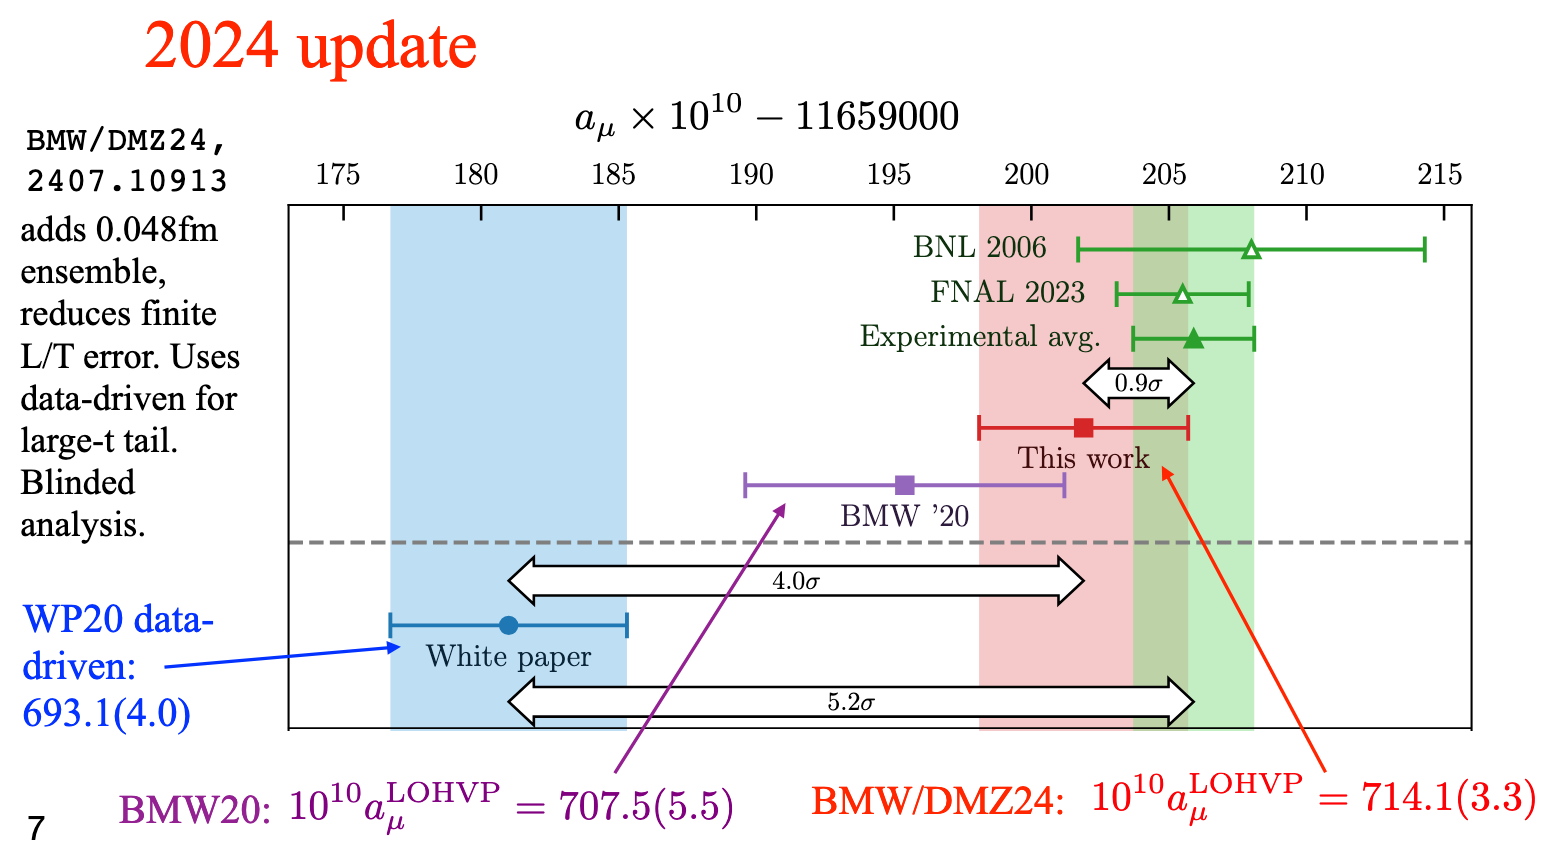 2024 update
a_μ × 10^10 − 11659000
BMW/DMZ24,
2407.10913
adds 0.048fm
ensemble,
reduces finite
L/T error. Uses
data-driven for
large-t tail.
Blinded
analysis.
175 180 185 190 195 200 205 210 215
BNL 2006
FNAL 2023
Experimental avg.
0.9σ
This work
BMW '20
4.0σ
White paper
5.2σ
WP20 data-
driven:
693.1(4.0)
BMW20: 10^10 a_μ^LOHVP = 707.5(5.5)
BMW/DMZ24: 10^10 a_μ^LOHVP = 714.1(3.3)
7